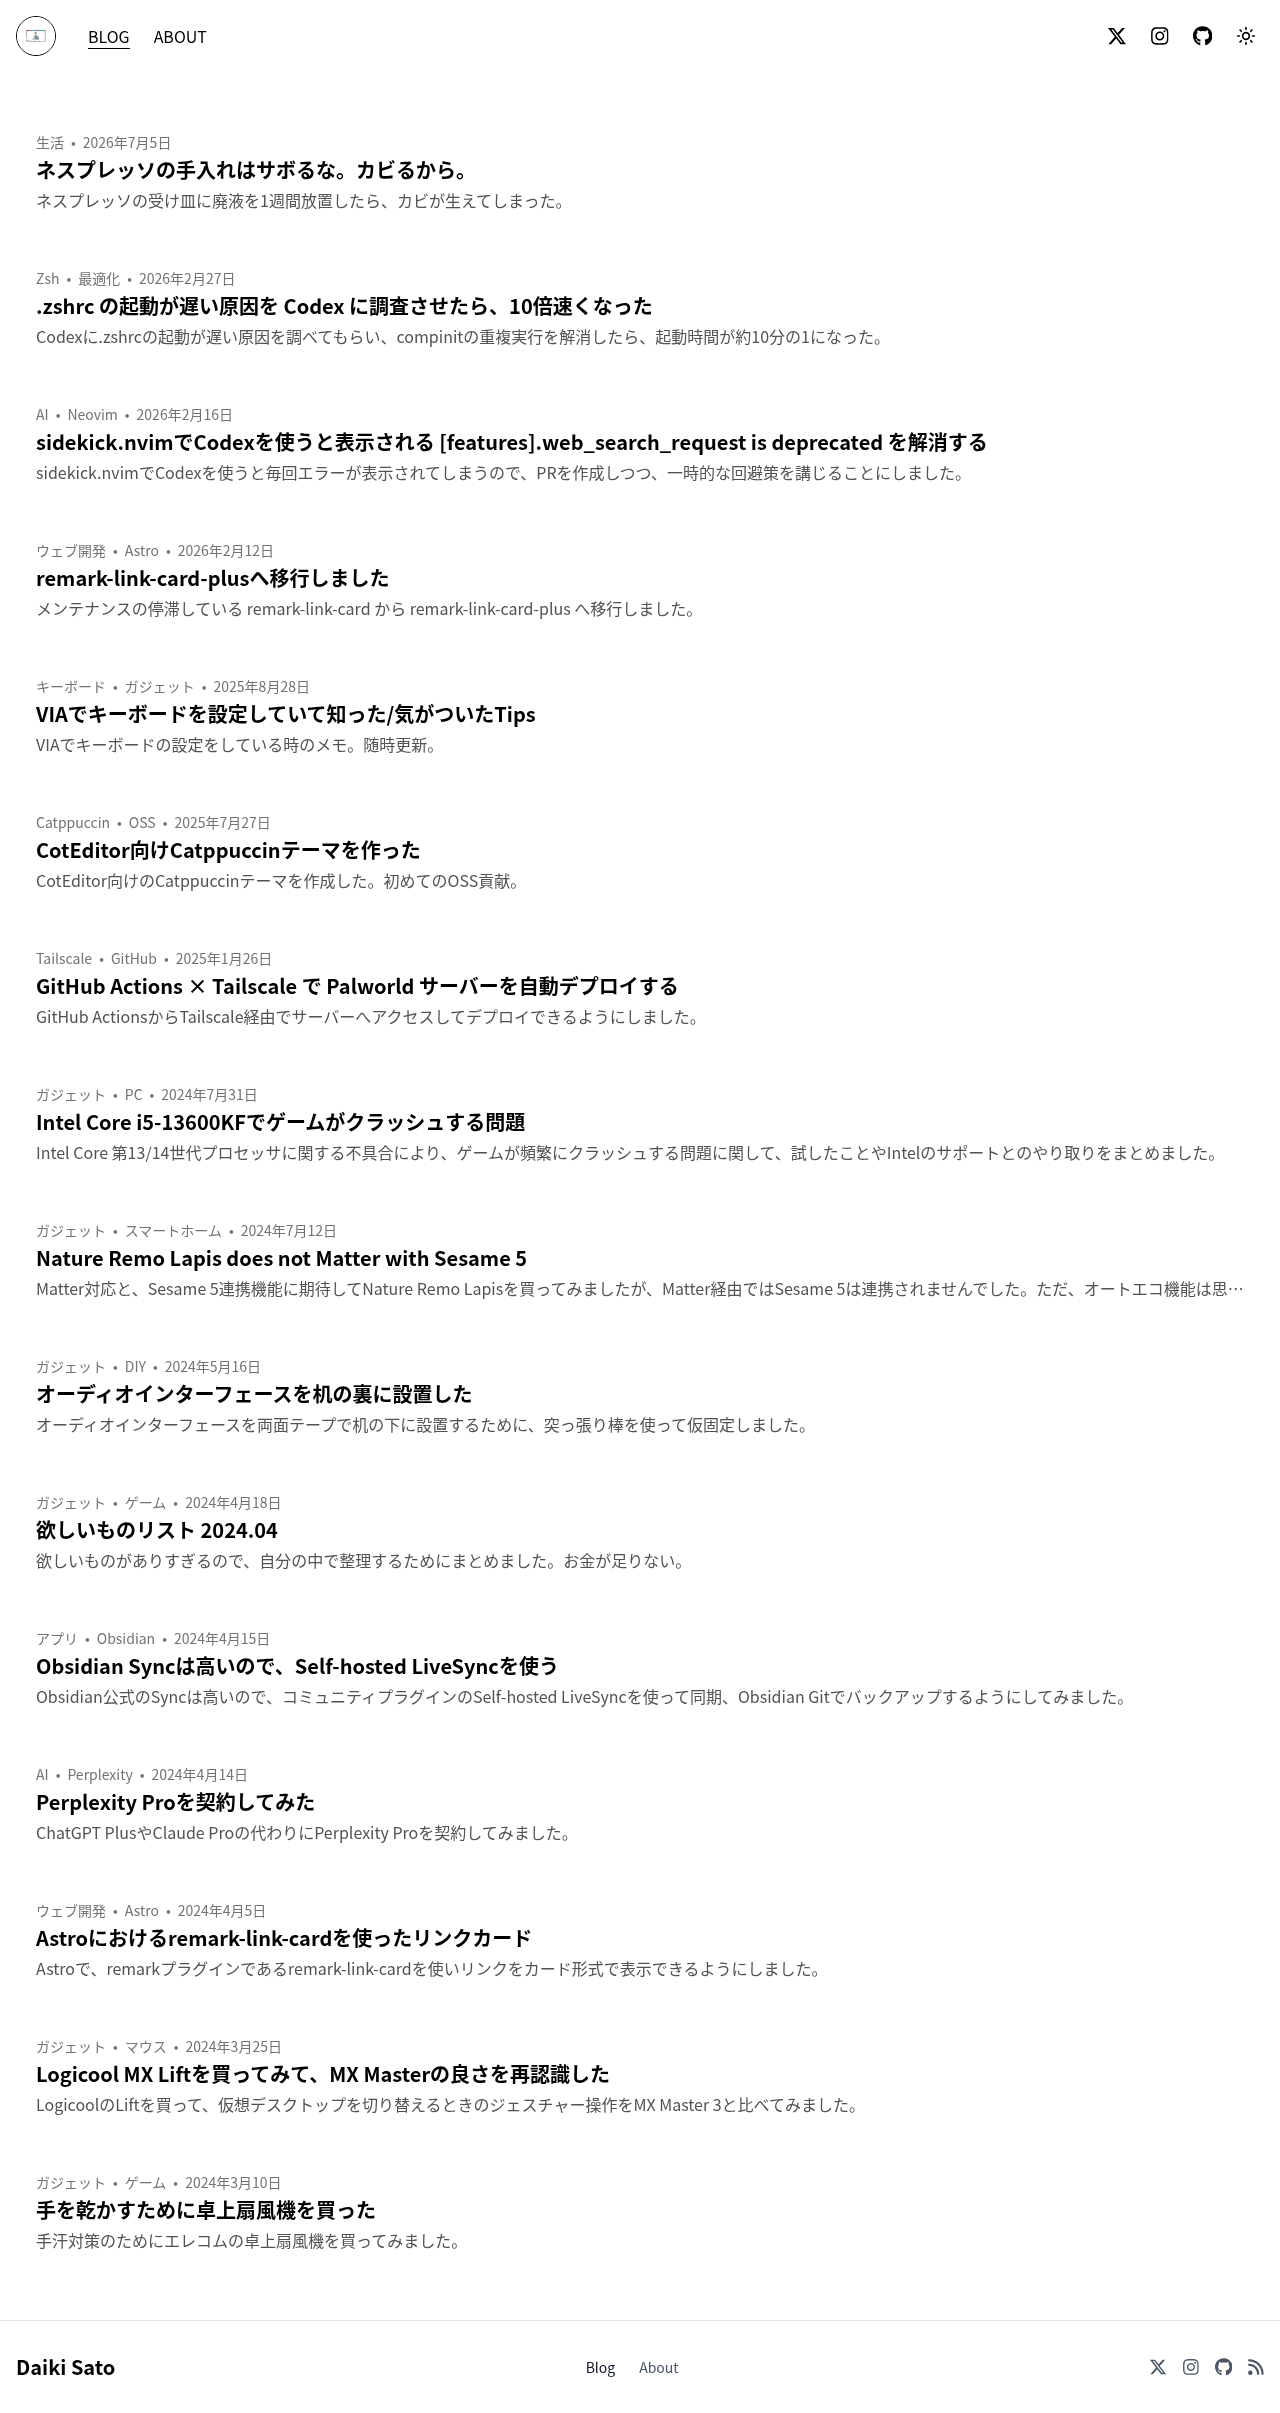 BLOG ABOUT
生活 • 2026年7月5日
ネスプレッソの手入れはサボるな。カビるから。
ネスプレッソの受け皿に廃液を1週間放置したら、カビが生えてしまった。
Zsh • 最適化 • 2026年2月27日
.zshrc の起動が遅い原因を Codex に調査させたら、10倍速くなった
Codexに.zshrcの起動が遅い原因を調べてもらい、compinitの重複実行を解消したら、起動時間が約10分の1になった。
AI • Neovim • 2026年2月16日
sidekick.nvimでCodexを使うと表示される [features].web_search_request is deprecated を解消する
sidekick.nvimでCodexを使うと毎回エラーが表示されてしまうので、PRを作成しつつ、一時的な回避策を講じることにしました。
ウェブ開発 • Astro • 2026年2月12日
remark-link-card-plusへ移行しました
メンテナンスの停滞している remark-link-card から remark-link-card-plus へ移行しました。
キーボード • ガジェット • 2025年8月28日
VIAでキーボードを設定していて知った/気がついたTips
VIAでキーボードの設定をしている時のメモ。随時更新。
Catppuccin • OSS • 2025年7月27日
CotEditor向けCatppuccinテーマを作った
CotEditor向けのCatppuccinテーマを作成した。初めてのOSS貢献。
Tailscale • GitHub • 2025年1月26日
GitHub Actions × Tailscale で Palworld サーバーを自動デプロイする
GitHub ActionsからTailscale経由でサーバーへアクセスしてデプロイできるようにしました。
ガジェット • PC • 2024年7月31日
Intel Core i5-13600KFでゲームがクラッシュする問題
Intel Core 第13/14世代プロセッサに関する不具合により、ゲームが頻繁にクラッシュする問題に関して、試したことやIntelのサポートとのやり取りをまとめました。
ガジェット • スマートホーム • 2024年7月12日
Nature Remo Lapis does not Matter with Sesame 5
Matter対応と、Sesame 5連携機能に期待してNature Remo Lapisを買ってみましたが、Matter経由ではSesame 5は連携されませんでした。ただ、オートエコ機能は思…
ガジェット • DIY • 2024年5月16日
オーディオインターフェースを机の裏に設置した
オーディオインターフェースを両面テープで机の下に設置するために、突っ張り棒を使って仮固定しました。
ガジェット • ゲーム • 2024年4月18日
欲しいものリスト 2024.04
欲しいものがありすぎるので、自分の中で整理するためにまとめました。お金が足りない。
アプリ • Obsidian • 2024年4月15日
Obsidian Syncは高いので、Self-hosted LiveSyncを使う
Obsidian公式のSyncは高いので、コミュニティプラグインのSelf-hosted LiveSyncを使って同期、Obsidian Gitでバックアップするようにしてみました。
AI • Perplexity • 2024年4月14日
Perplexity Proを契約してみた
ChatGPT PlusやClaude Proの代わりにPerplexity Proを契約してみました。
ウェブ開発 • Astro • 2024年4月5日
Astroにおけるremark-link-cardを使ったリンクカード
Astroで、remarkプラグインであるremark-link-cardを使いリンクをカード形式で表示できるようにしました。
ガジェット • マウス • 2024年3月25日
Logicool MX Liftを買ってみて、MX Masterの良さを再認識した
LogicoolのLiftを買って、仮想デスクトップを切り替えるときのジェスチャー操作をMX Master 3と比べてみました。
ガジェット • ゲーム • 2024年3月10日
手を乾かすために卓上扇風機を買った
手汗対策のためにエレコムの卓上扇風機を買ってみました。
Daiki Sato Blog About